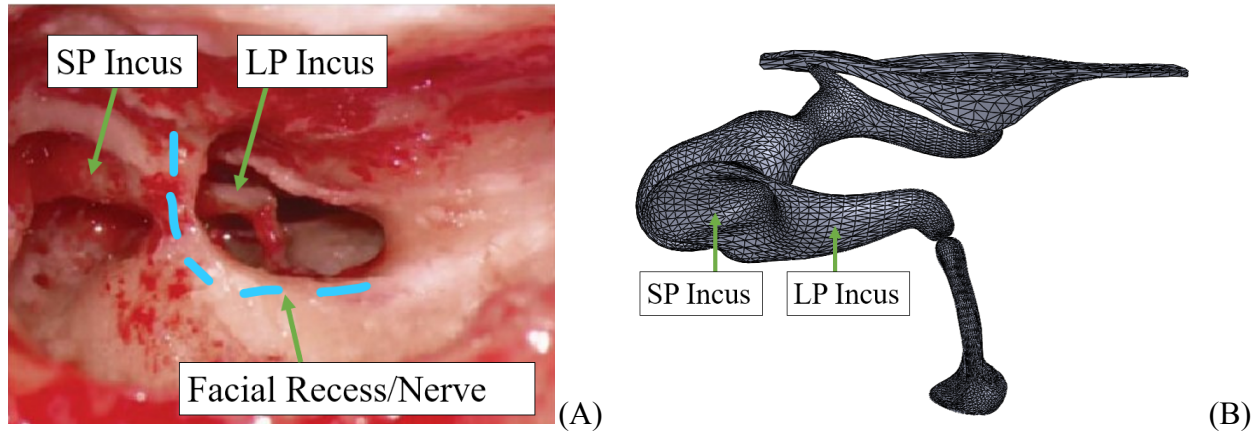 SP Incus
LP Incus
Facial Recess/Nerve
(A)
SP Incus
LP Incus
(B)